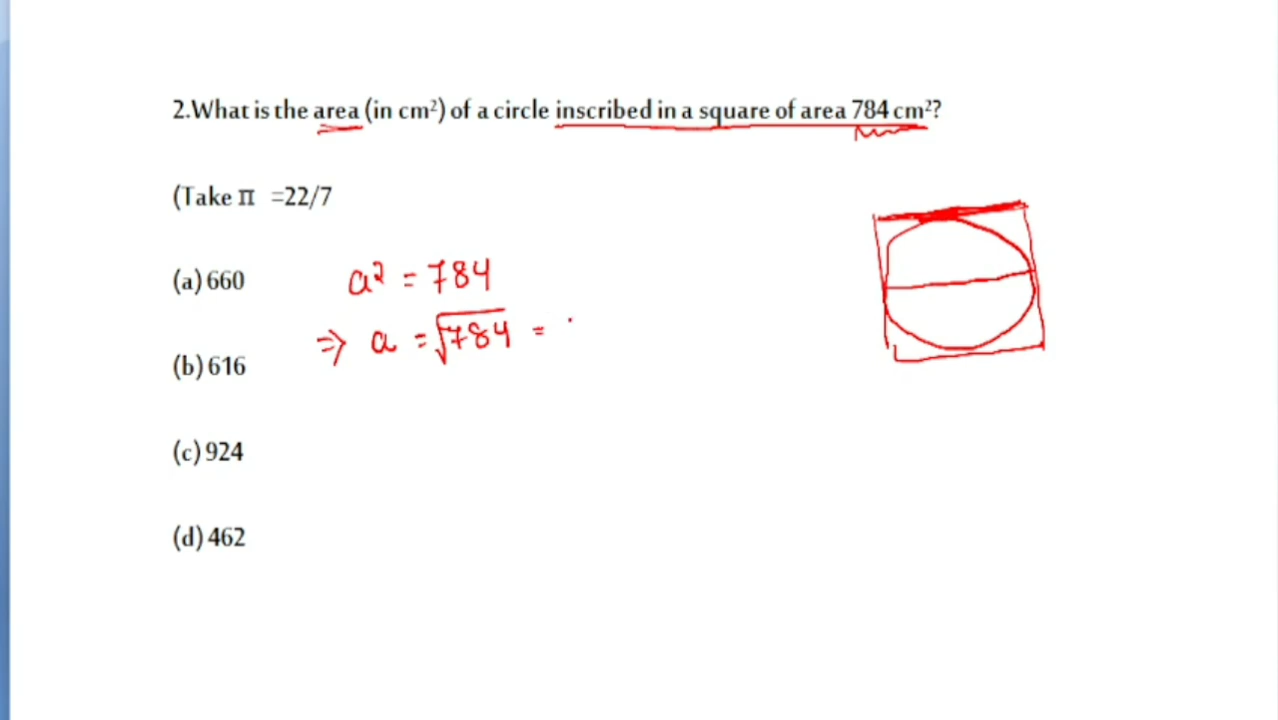 2.What is the area (in cm²) of a circle inscribed in a square of area 784 cm²?
(Take π =22/7
(a) 660
a² = 784
⇒ a = √784 =
(b) 616
(c) 924
(d) 462